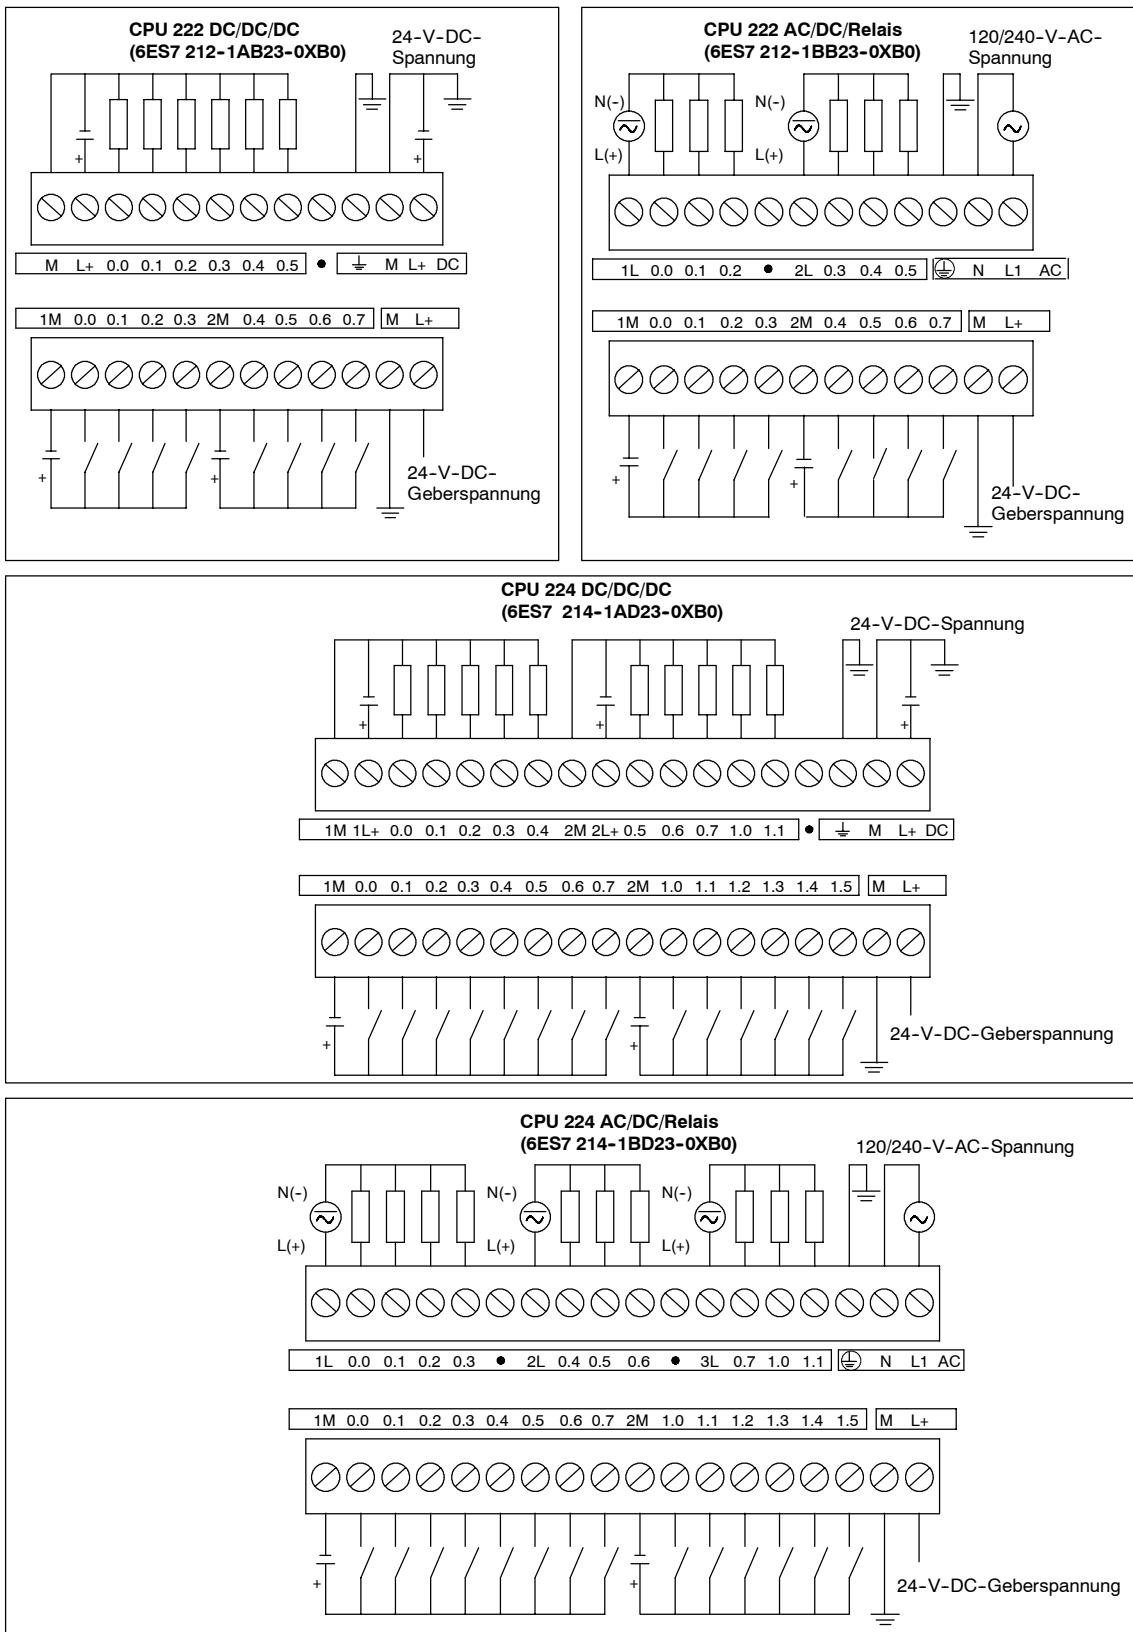 CPU 222 DC/DC/DC
(6ES7 212-1AB23-0XB0)
24-V-DC-
Spannung
+
+
M L+ 0.0 0.1 0.2 0.3 0.4 0.5 • ⏚ M L+ DC
1M 0.0 0.1 0.2 0.3 2M 0.4 0.5 0.6 0.7 M L+
+
+
24-V-DC-
Geberspannung
CPU 222 AC/DC/Relais
(6ES7 212-1BB23-0XB0)
120/240-V-AC-
Spannung
N(-) N(-)
L(+) L(+)
1L 0.0 0.1 0.2 • 2L 0.3 0.4 0.5 ⏚ N L1 AC
1M 0.0 0.1 0.2 0.3 2M 0.4 0.5 0.6 0.7 M L+
+
+
24-V-DC-
Geberspannung
CPU 224 DC/DC/DC
(6ES7 214-1AD23-0XB0)
24-V-DC-Spannung
+ + +
1M 1L+ 0.0 0.1 0.2 0.3 0.4 2M 2L+ 0.5 0.6 0.7 1.0 1.1 • ⏚ M L+ DC
1M 0.0 0.1 0.2 0.3 0.4 0.5 0.6 0.7 2M 1.0 1.1 1.2 1.3 1.4 1.5 M L+
+ +
24-V-DC-Geberspannung
CPU 224 AC/DC/Relais
(6ES7 214-1BD23-0XB0)
120/240-V-AC-Spannung
N(-) N(-) N(-)
L(+) L(+) L(+)
1L 0.0 0.1 0.2 0.3 • 2L 0.4 0.5 0.6 • 3L 0.7 1.0 1.1 ⏚ N L1 AC
1M 0.0 0.1 0.2 0.3 0.4 0.5 0.6 0.7 2M 1.0 1.1 1.2 1.3 1.4 1.5 M L+
+ +
24-V-DC-Geberspannung